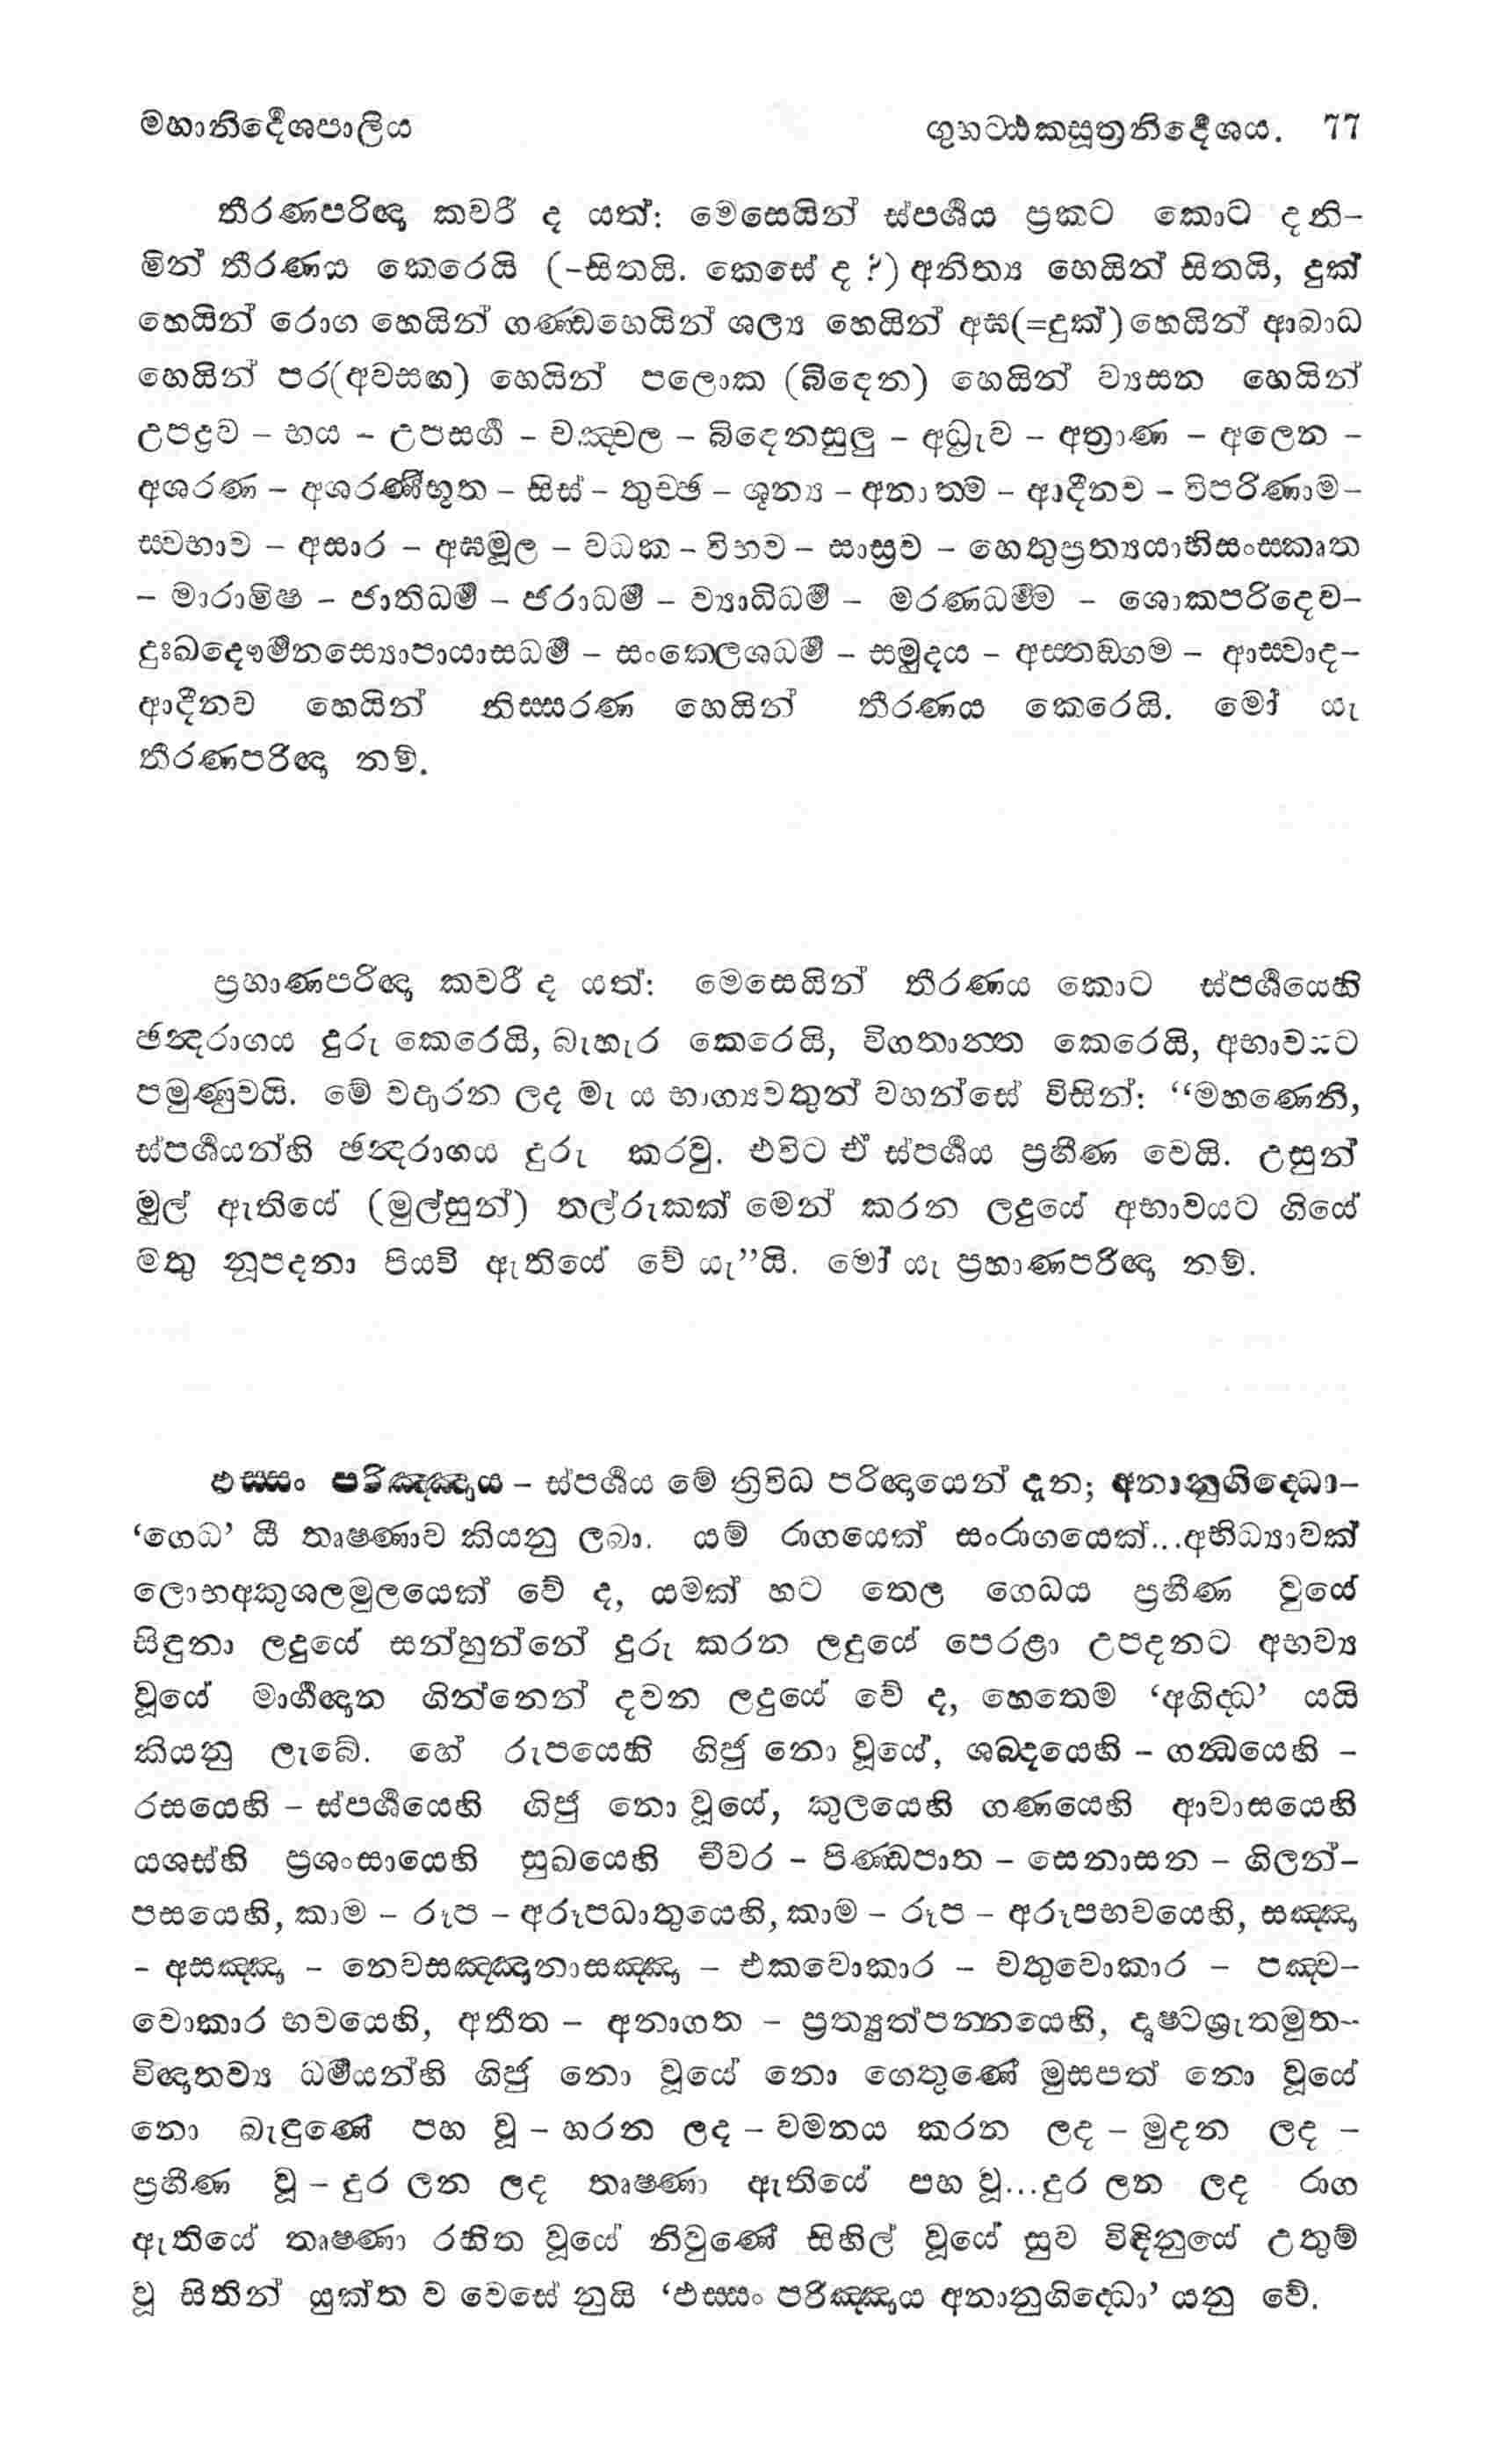 මහානිර්දේශපාලිය ගුහට්ඨකසූත්‍රනිර්දේශය. 77
තීරණපරිඥා කවරී ද යත්: මෙසෙයින් ස්පර්ශය ප්‍රකට කොට දනි-
මින් තීරණය කෙරෙයි (-සිතයි. කෙසේ ද ?) අනිත්‍ය හෙයින් සිතයි, දුක්
හෙයින් රොග හෙයින් ගණ්ඩහෙයින් ශල්‍ය හෙයින් අඝ(=දුක්)හෙයින් ආබාධ
හෙයින් පර(අවසඟ) හෙයින් පලොක (බිඳෙන) හෙයින් ව්‍යසන හෙයින්
උපද්‍රව – භය – උපසර්ග – චඤ්චල – බිඳෙනසුලු – අධ්‍රැව – අත්‍රාණ – අලෙන –
අශරණ – අශරණීභූත – සිස් – තුච්ඡ – ශූන්‍ය – අනාත්ම – ආදීනව – විපරිණාම–
ස්වභාව – අසාර – අඝමූල – වධක – විභව – සාස්‍රව – හෙතුප්‍රත්‍යයාභිසංස්කෘත
– මාරාමිෂ – ජාතිධර්ම – ජරාධර්ම – ව්‍යාධිධර්ම – මරණධර්ම්ම – ශොකපරිදෙව–
දුඃඛදෞර්මනස්‍යොපායාසධර්ම – සංක්ලෙශධර්ම – සමුදය – අස්තඞ්ගම – ආස්වාද–
ආදීනව හෙයින් නිස්සරණ හෙයින් තීරණය කෙරෙයි. මෝ යැ
තීරණපරිඥා නම්.
ප්‍රහාණපරිඥා කවරී ද යත්: මෙසෙයින් තීරණය කොට ස්පර්ශයෙහි
ඡන්දරාගය දුරු කෙරෙයි, බැහැර කෙරෙයි, විගතාන්ත කෙරෙයි, අභාවයට
පමුණුවයි. මේ වදාරන ලද මැ ය භාග්‍යවතුන් වහන්සේ විසින්: “මහණෙනි,
ස්පර්ශයන්හි ඡන්දරාගය දුරු කරවු. එවිට ඒ ස්පර්ශය ප්‍රහීණ වෙයි. උසුන්
මුල් ඇතියේ (මුල්සුන්) තල්රුකක් මෙන් කරන ලදුයේ අභාවයට ගියේ
මතු නූපදනා පියවි ඇතියේ වේ යැ”යි. මෝ යැ ප්‍රහාණපරිඥා නම්.
ඵස්සං පරිඤ්ඤාය – ස්පර්ශය මේ ත්‍රිවිධ පරිඥායෙන් දැන; අනානුගිද්ධො–
‘ගෙධ’ යී තෘෂ්ණාව කියනු ලබා. යම් රාගයෙක් සංරාගයෙක්...අභිධ්‍යාවක්
ලොභඅකුශලමූලයෙක් වේ ද, යමක් හට තෙල ගෙධය ප්‍රහීණ වූයේ
සිඳුනා ලදුයේ සන්හුන්නේ දුරු කරන ලදුයේ පෙරළා උපදනට අභව්‍ය
වූයේ මාර්ගඥාන ගින්නෙන් දවන ලදුයේ වේ ද, හෙතෙම ‘අගිද්ධ’ යයි
කියනු ලැබේ. හේ රූපයෙහි ගිජු නො වූයේ, ශබ්දයෙහි – ගන්ධයෙහි –
රසයෙහි – ස්පර්ශයෙහි ගිජු නො වූයේ, කුලයෙහි ගණයෙහි ආවාසයෙහි
යශස්හි ප්‍රශංසායෙහි සුඛයෙහි චීවර – පිණ්ඩපාත – සෙනාසන – ගිලන්–
පසයෙහි, කාම – රූප – අරූපධාතුයෙහි, කාම – රූප – අරූපභවයෙහි, සඤ්ඤා
– අසඤ්ඤා – නෙවසඤ්ඤානාසඤ්ඤා – එකවොකාර – චතුවොකාර – පඤ්ච–
වොකාර භවයෙහි, අතීත – අනාගත – ප්‍රත්‍යුත්පන්නයෙහි, දෘෂ්ටශ්‍රැතමුත–
විඥාතව්‍ය ධර්මයන්හි ගිජු නො වූයේ නො ගෙතුණේ මුසපත් නො වූයේ
නො බැඳුණේ පහ වූ – හරන ලද – වමනය කරන ලද – මුදන ලද –
ප්‍රහීණ වූ – දුර ලන ලද තෘෂ්ණා ඇතියේ පහ වූ...දුර ලන ලද රාග
ඇතියේ තෘෂ්ණා රහිත වූයේ නිවුණේ සිහිල් වූයේ සුව විඳිනුයේ උතුම්
වූ සිතින් යුක්ත ව වෙසේ නුයි ‘ඵස්සං පරිඤ්ඤාය අනානුගිද්ධො’ යනු වේ.